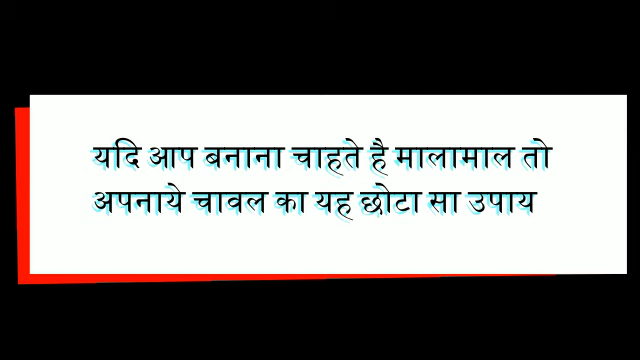 यदि आप बनाना चाहते है मालामाल तो
अपनाये चावल का यह छोटा सा उपाय